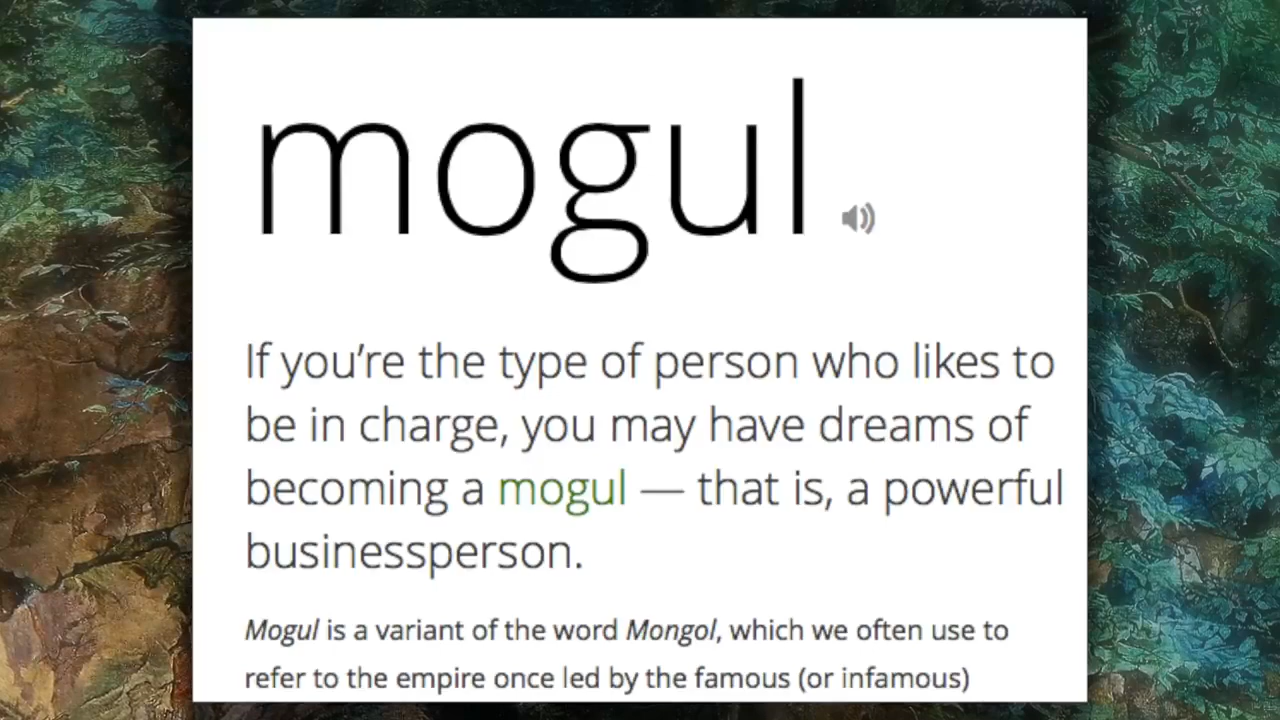 mogul
If you’re the type of person who likes to
be in charge, you may have dreams of
becoming a mogul — that is, a powerful
businessperson.
Mogul is a variant of the word Mongol, which we often use to
refer to the empire once led by the famous (or infamous)